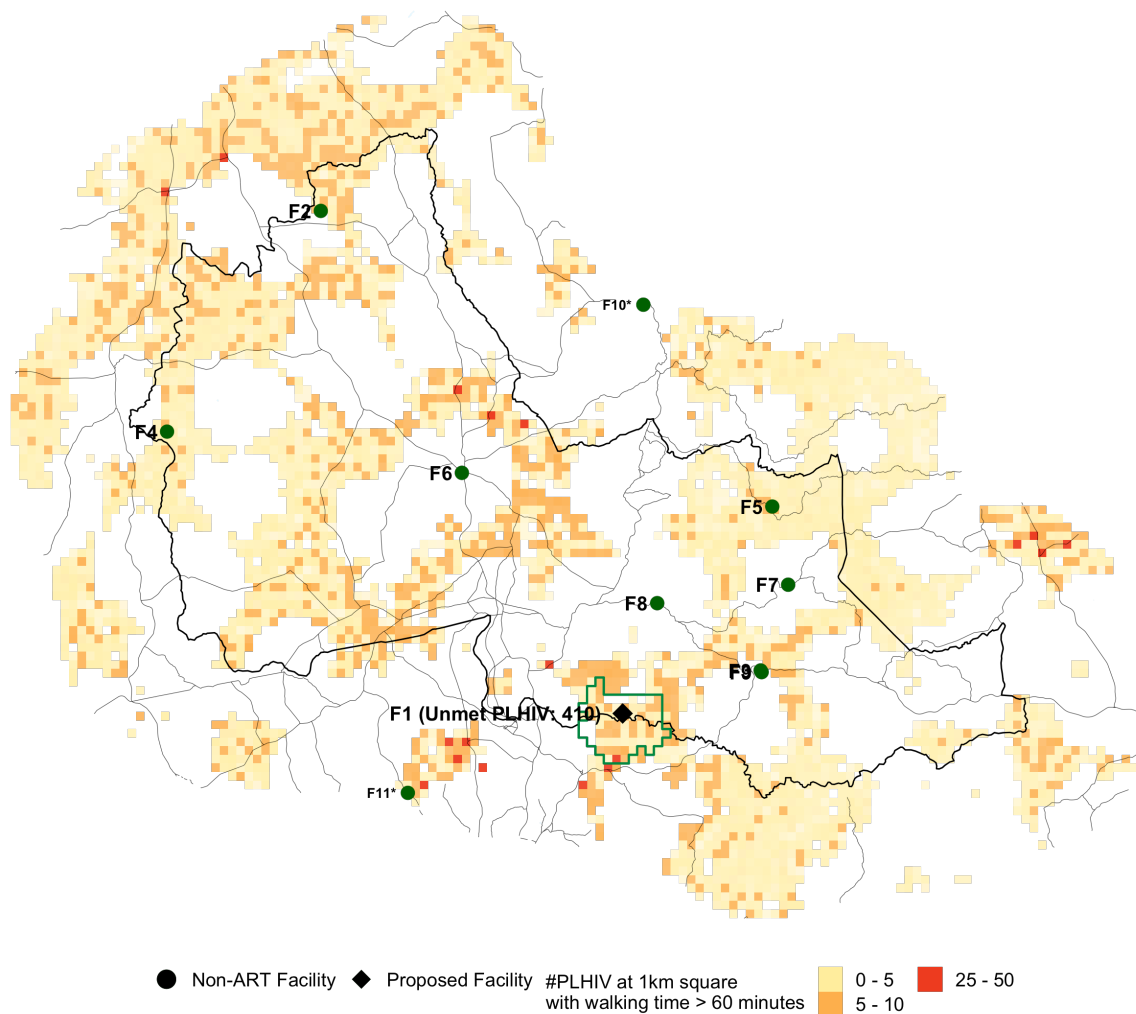 F2
F10*
F4
F6
F5
F7
F8
F9
F1 (Unmet PLHIV: 410)
F11*
Non-ART Facility
Proposed Facility
#PLHIV at 1km square
with walking time > 60 minutes
0 - 5
5 - 10
25 - 50